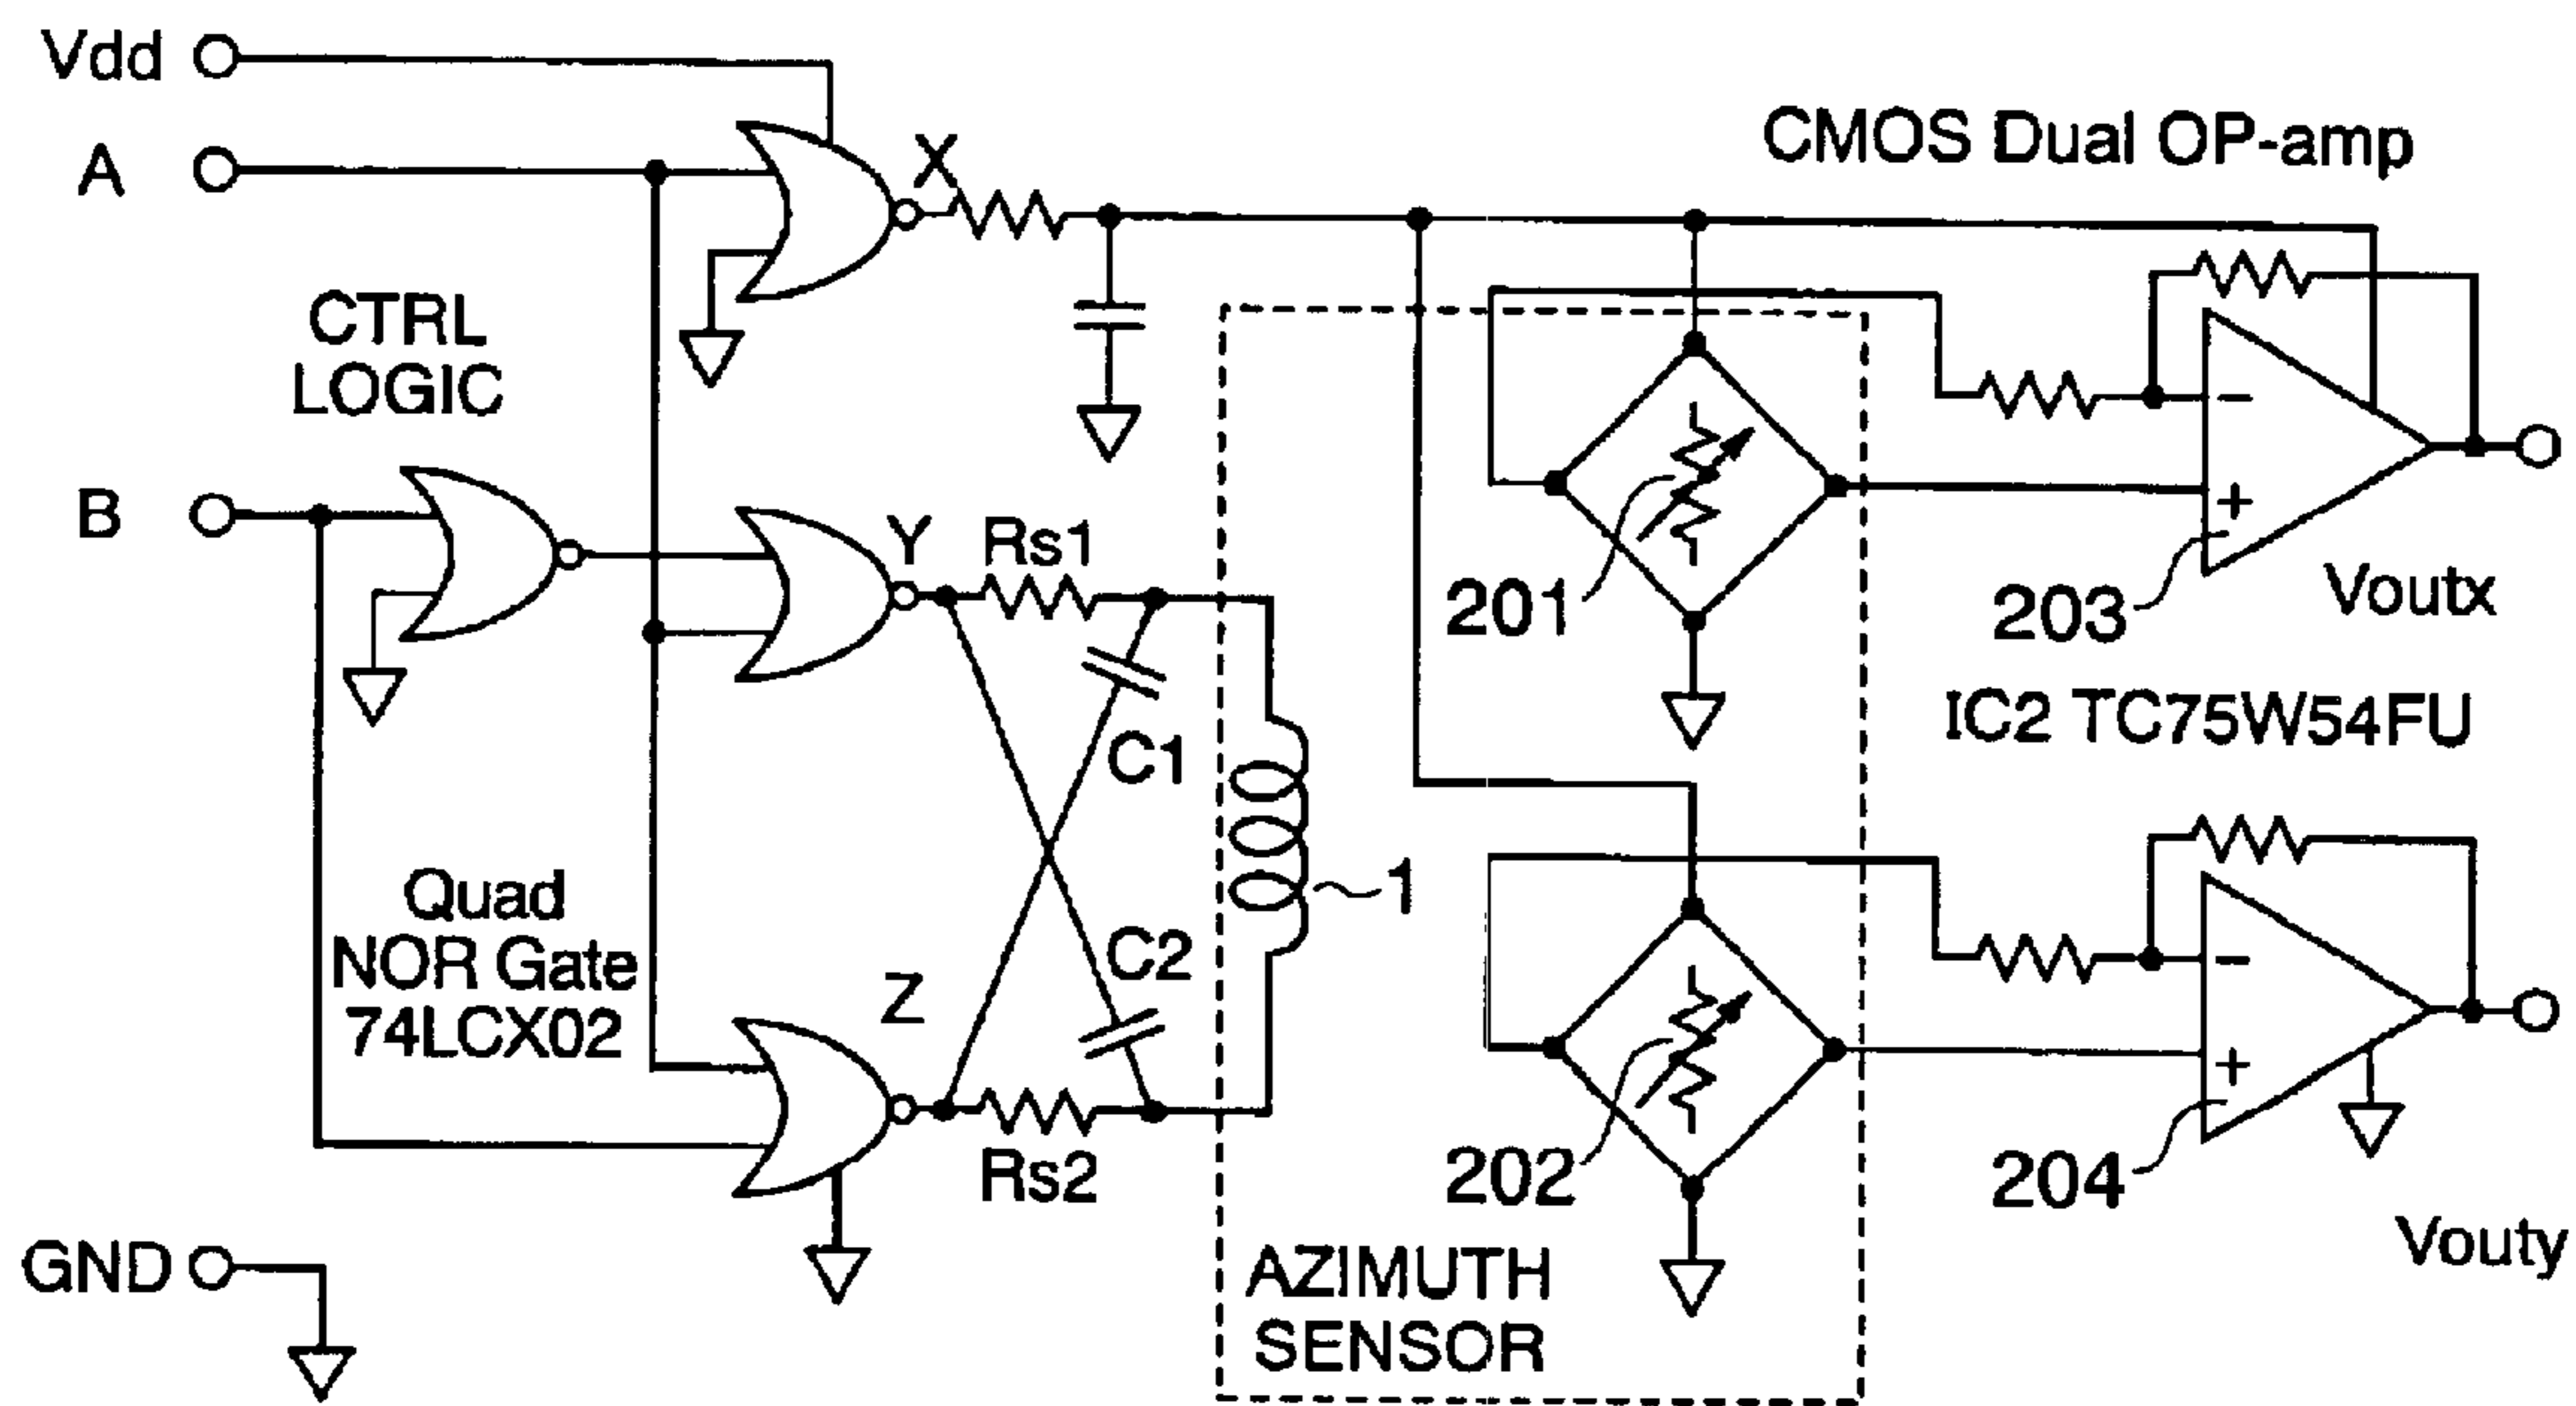 Vdd
A
X
CMOS Dual OP-amp
CTRL
LOGIC
B
Y
Rs1
-
+
201
203
Voutx
IC2 TC75W54FU
C1
1
Quad
NOR Gate
74LCX02
C2
Z
-
+
Rs2
202
204
GND
AZIMUTH
SENSOR
Vouty